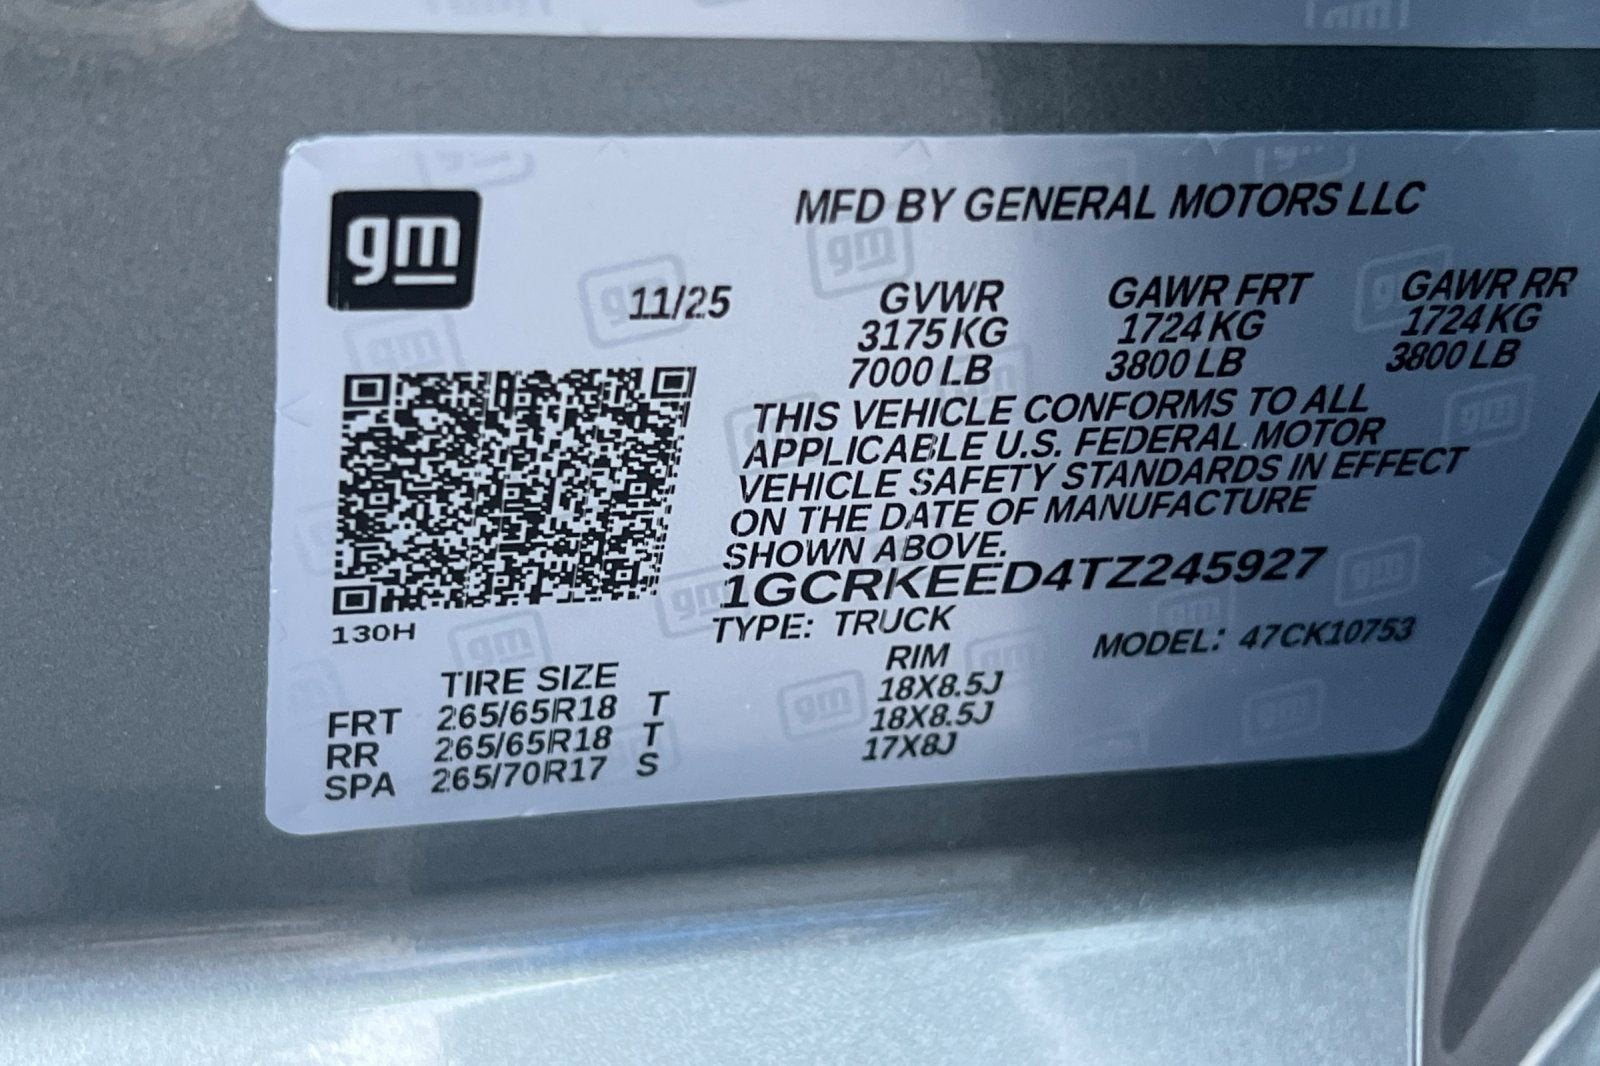 gm
MFD BY GENERAL MOTORS LLC
11/25
GVWR GAWR FRT GAWR RR
3175 KG 1724 KG 1724 KG
7000 LB 3800 LB 3800 LB
THIS VEHICLE CONFORMS TO ALL
APPLICABLE U.S. FEDERAL MOTOR
VEHICLE SAFETY STANDARDS IN EFFECT
ON THE DATE OF MANUFACTURE
SHOWN ABOVE.
1GCRKEED4TZ245927
TYPE: TRUCK MODEL: 47CK10753
130H
TIRE SIZE RIM
FRT 265/65R18 T 18X8.5J
RR 265/65R18 T 18X8.5J
SPA 265/70R17 S 17X8J